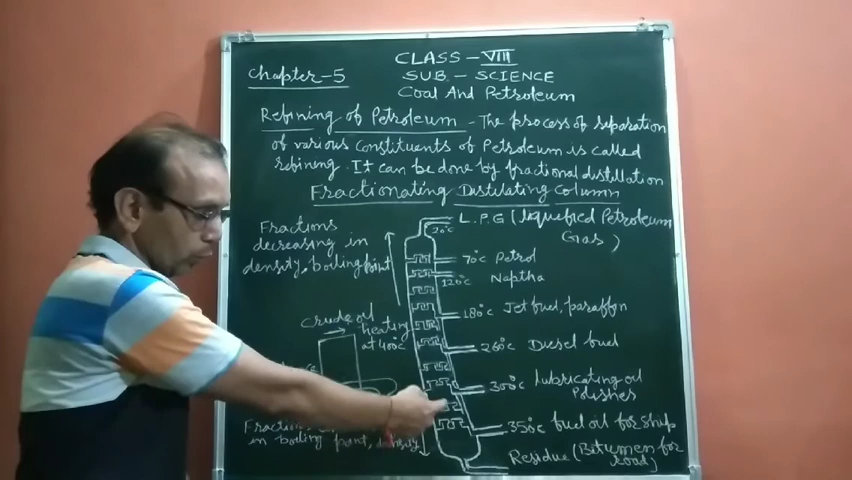 CLASS - VIII
Chapter-5
SUB. - SCIENCE
Coal And Petroleum
Refining of Petroleum - The process of separation
of various constituents of Petroleum is called
refining. It can be done by fractional distillation
Fractionating Distilating Column
L.P.G (Liquefied Petroleum
Gas)
20°c
Fractions
decreasing in
density, boiling point
70°c Petrol
120°c Naptha
180°c Jet fuel, paraffon
Crude oil
heating
at 400°c
260°c Diesel fuel
300°c lubricating oil
Polishes
350°c fuel oil for ship
in boiling point, density
Residue (Bitumen for
road)